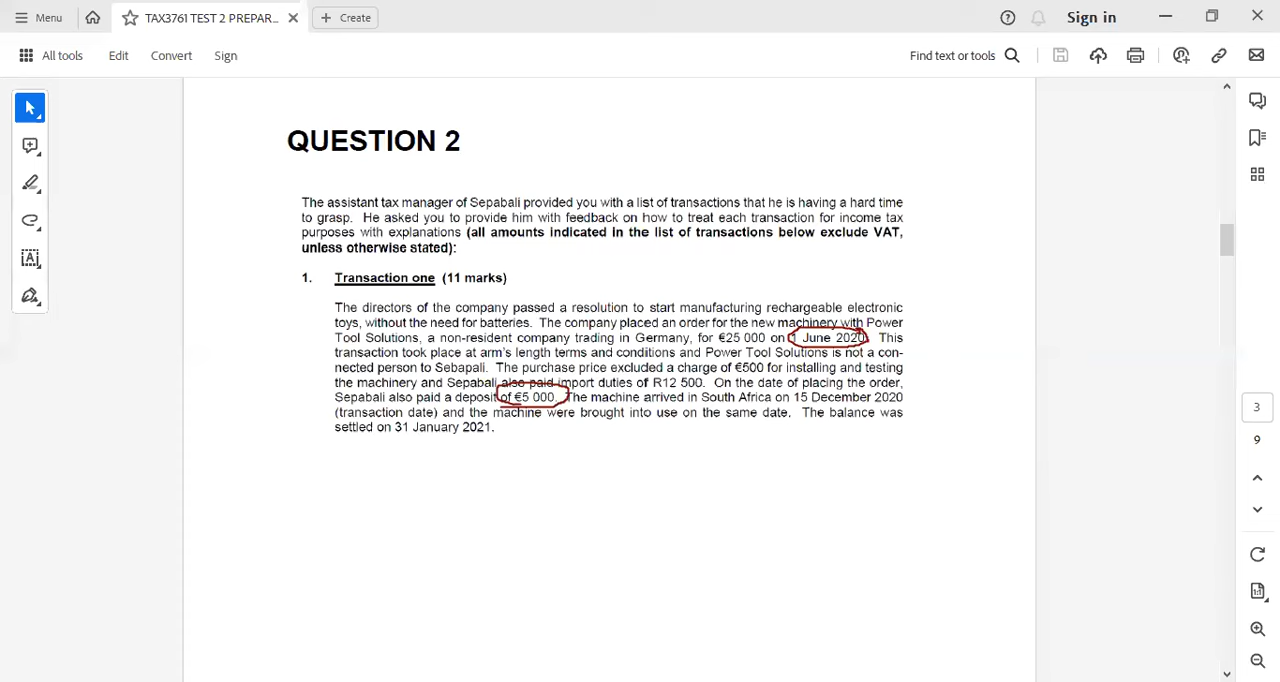 Menu
TAX3761 TEST 2 PREPAR...
Create
Sign in
All tools
Edit
Convert
Sign
Find text or tools
QUESTION 2
The assistant tax manager of Sepabali provided you with a list of transactions that he is having a hard time
to grasp. He asked you to provide him with feedback on how to treat each transaction for income tax
purposes with explanations (all amounts indicated in the list of transactions below exclude VAT,
unless otherwise stated):
1. Transaction one (11 marks)
The directors of the company passed a resolution to start manufacturing rechargeable electronic
toys, without the need for batteries. The company placed an order for the new machinery with Power
Tool Solutions, a non-resident company trading in Germany, for €25 000 on 1 June 2020. This
transaction took place at arm's length terms and conditions and Power Tool Solutions is not a con-
nected person to Sebapali. The purchase price excluded a charge of €500 for installing and testing
the machinery and Sepabali also paid import duties of R12 500. On the date of placing the order,
Sepabali also paid a deposit of €5 000. The machine arrived in South Africa on 15 December 2020
(transaction date) and the machine were brought into use on the same date. The balance was
settled on 31 January 2021.
3
9